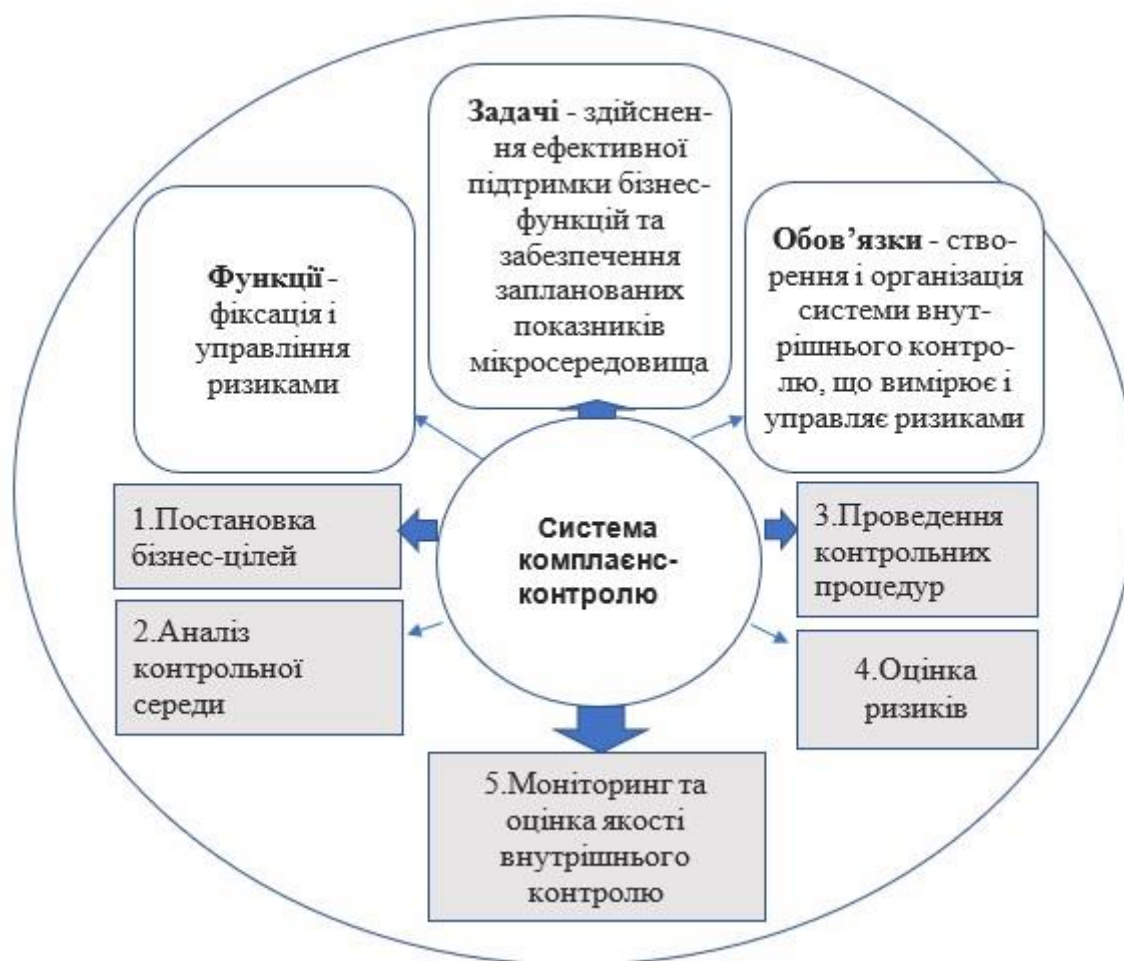 Задачі - здійснен-
ня ефективної
підтримки бізнес-
функцій та
забезпечення
запланованих
показників
мікросередовища
Функції -
фіксація і
управління
ризиками
Обов’язки - ство-
рення і організація
системи внут-
рішнього контро-
лю, що вимірює і
управляє ризиками
Система
комплаєнс-
контролю
1.Постановка
бізнес-цілей
2.Аналіз
контрольної
середи
3.Проведення
контрольних
процедур
4.Оцінка
ризиків
5.Моніторинг та
оцінка якості
внутрішнього
контролю